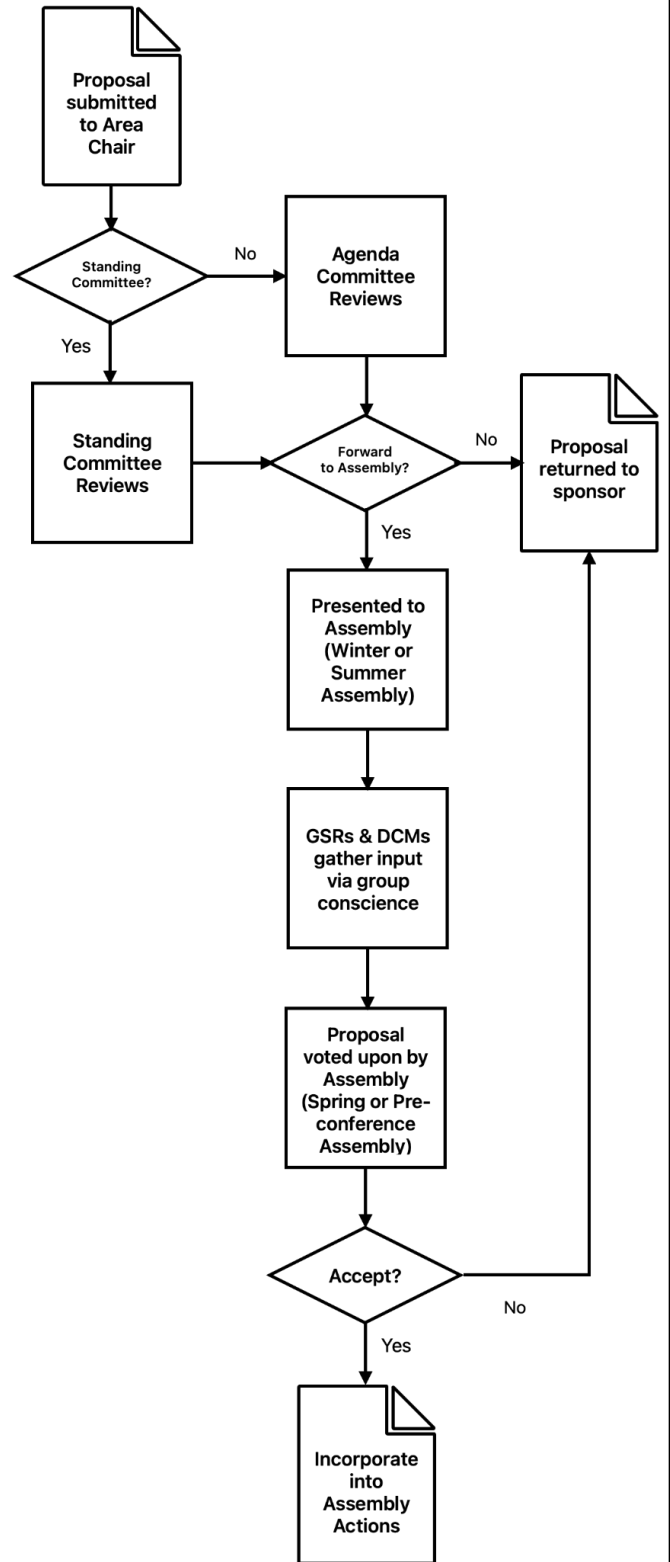 Proposal
submitted
to Area
Chair
Standing
Committee?
No
Agenda
Committee
Reviews
Yes
Standing
Committee
Reviews
Forward
to Assembly?
No
Proposal
returned to
sponsor
Yes
Presented to
Assembly
(Winter or
Summer
Assembly)
GSRs & DCMs
gather input
via group
conscience
Proposal
voted upon by
Assembly
(Spring or Pre-
conference
Assembly)
Accept?
No
Yes
Incorporate
into
Assembly
Actions